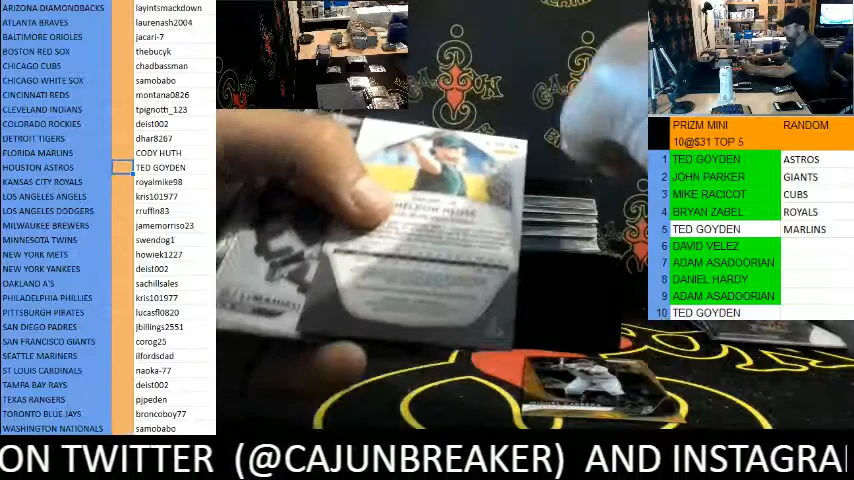 ARIZONA DIAMONDBACKS layintsmackdown
ATLANTA BRAVES laurenash2004
BALTIMORE ORIOLES jacari-7
BOSTON RED SOX thebucyk
CHICAGO CUBS chadbassman
CHICAGO WHITE SOX samobabo
CINCINNATI REDS montana0826
CLEVELAND INDIANS tpignoth_123
COLORADO ROCKIES deist002
DETROIT TIGERS dhar8267
FLORIDA MARLINS CODY HUTH
HOUSTON ASTROS TED GOYDEN
KANSAS CITY ROYALS royalmike98
LOS ANGELES ANGELS kris101977
LOS ANGELES DODGERS rruffin83
MILWAUKEE BREWERS jamemorriso23
MINNESOTA TWINS swendog1
NEW YORK METS howiek1227
NEW YORK YANKEES deist002
OAKLAND A'S sachillsales
PHILADELPHIA PHILLIES kris101977
PITTSBURGH PIRATES lucasfl0820
SAN DIEGO PADRES jbillings2551
SAN FRANCISCO GIANTS corog25
SEATTLE MARINERS ilfordsdad
ST LOUIS CARDINALS naoka-77
TAMPA BAY RAYS deist002
TEXAS RANGERS pjpeden
TORONTO BLUE JAYS broncoboy77
WASHINGTON NATIONALS samobabo
PRIZM MINI RANDOM
10@$31 TOP 5
1 TED GOYDEN ASTROS
2 JOHN PARKER GIANTS
3 MIKE RACICOT CUBS
4 BRYAN ZABEL ROYALS
5 TED GOYDEN MARLINS
6 DAVID VELEZ
7 ADAM ASADOORIAN
8 DANIEL HARDY
9 ADAM ASADOORIAN
10 TED GOYDEN
MIGUEL CABRERA
ON TWITTER (@CAJUNBREAKER) AND INSTAGRA